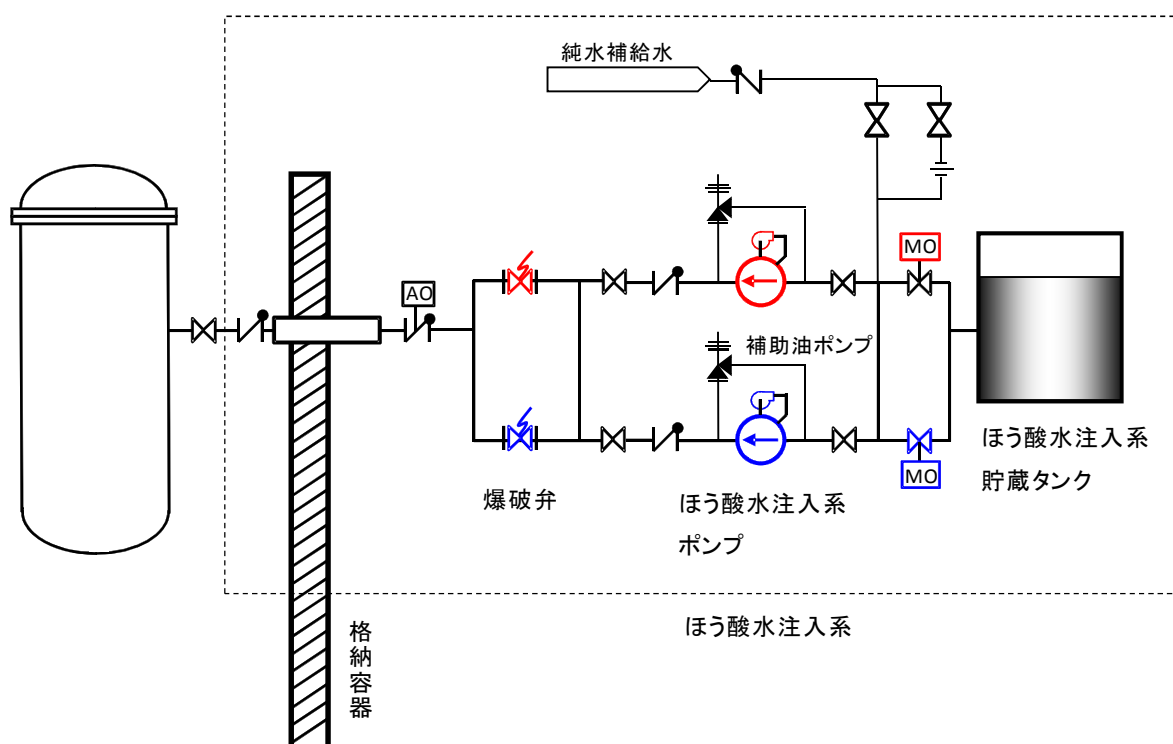 純水補給水
MO
AO
補助油ポンプ
MO
ほう酸水注入系
貯蔵タンク
爆破弁
ほう酸水注入系
ポンプ
ほう酸水注入系
格納容器